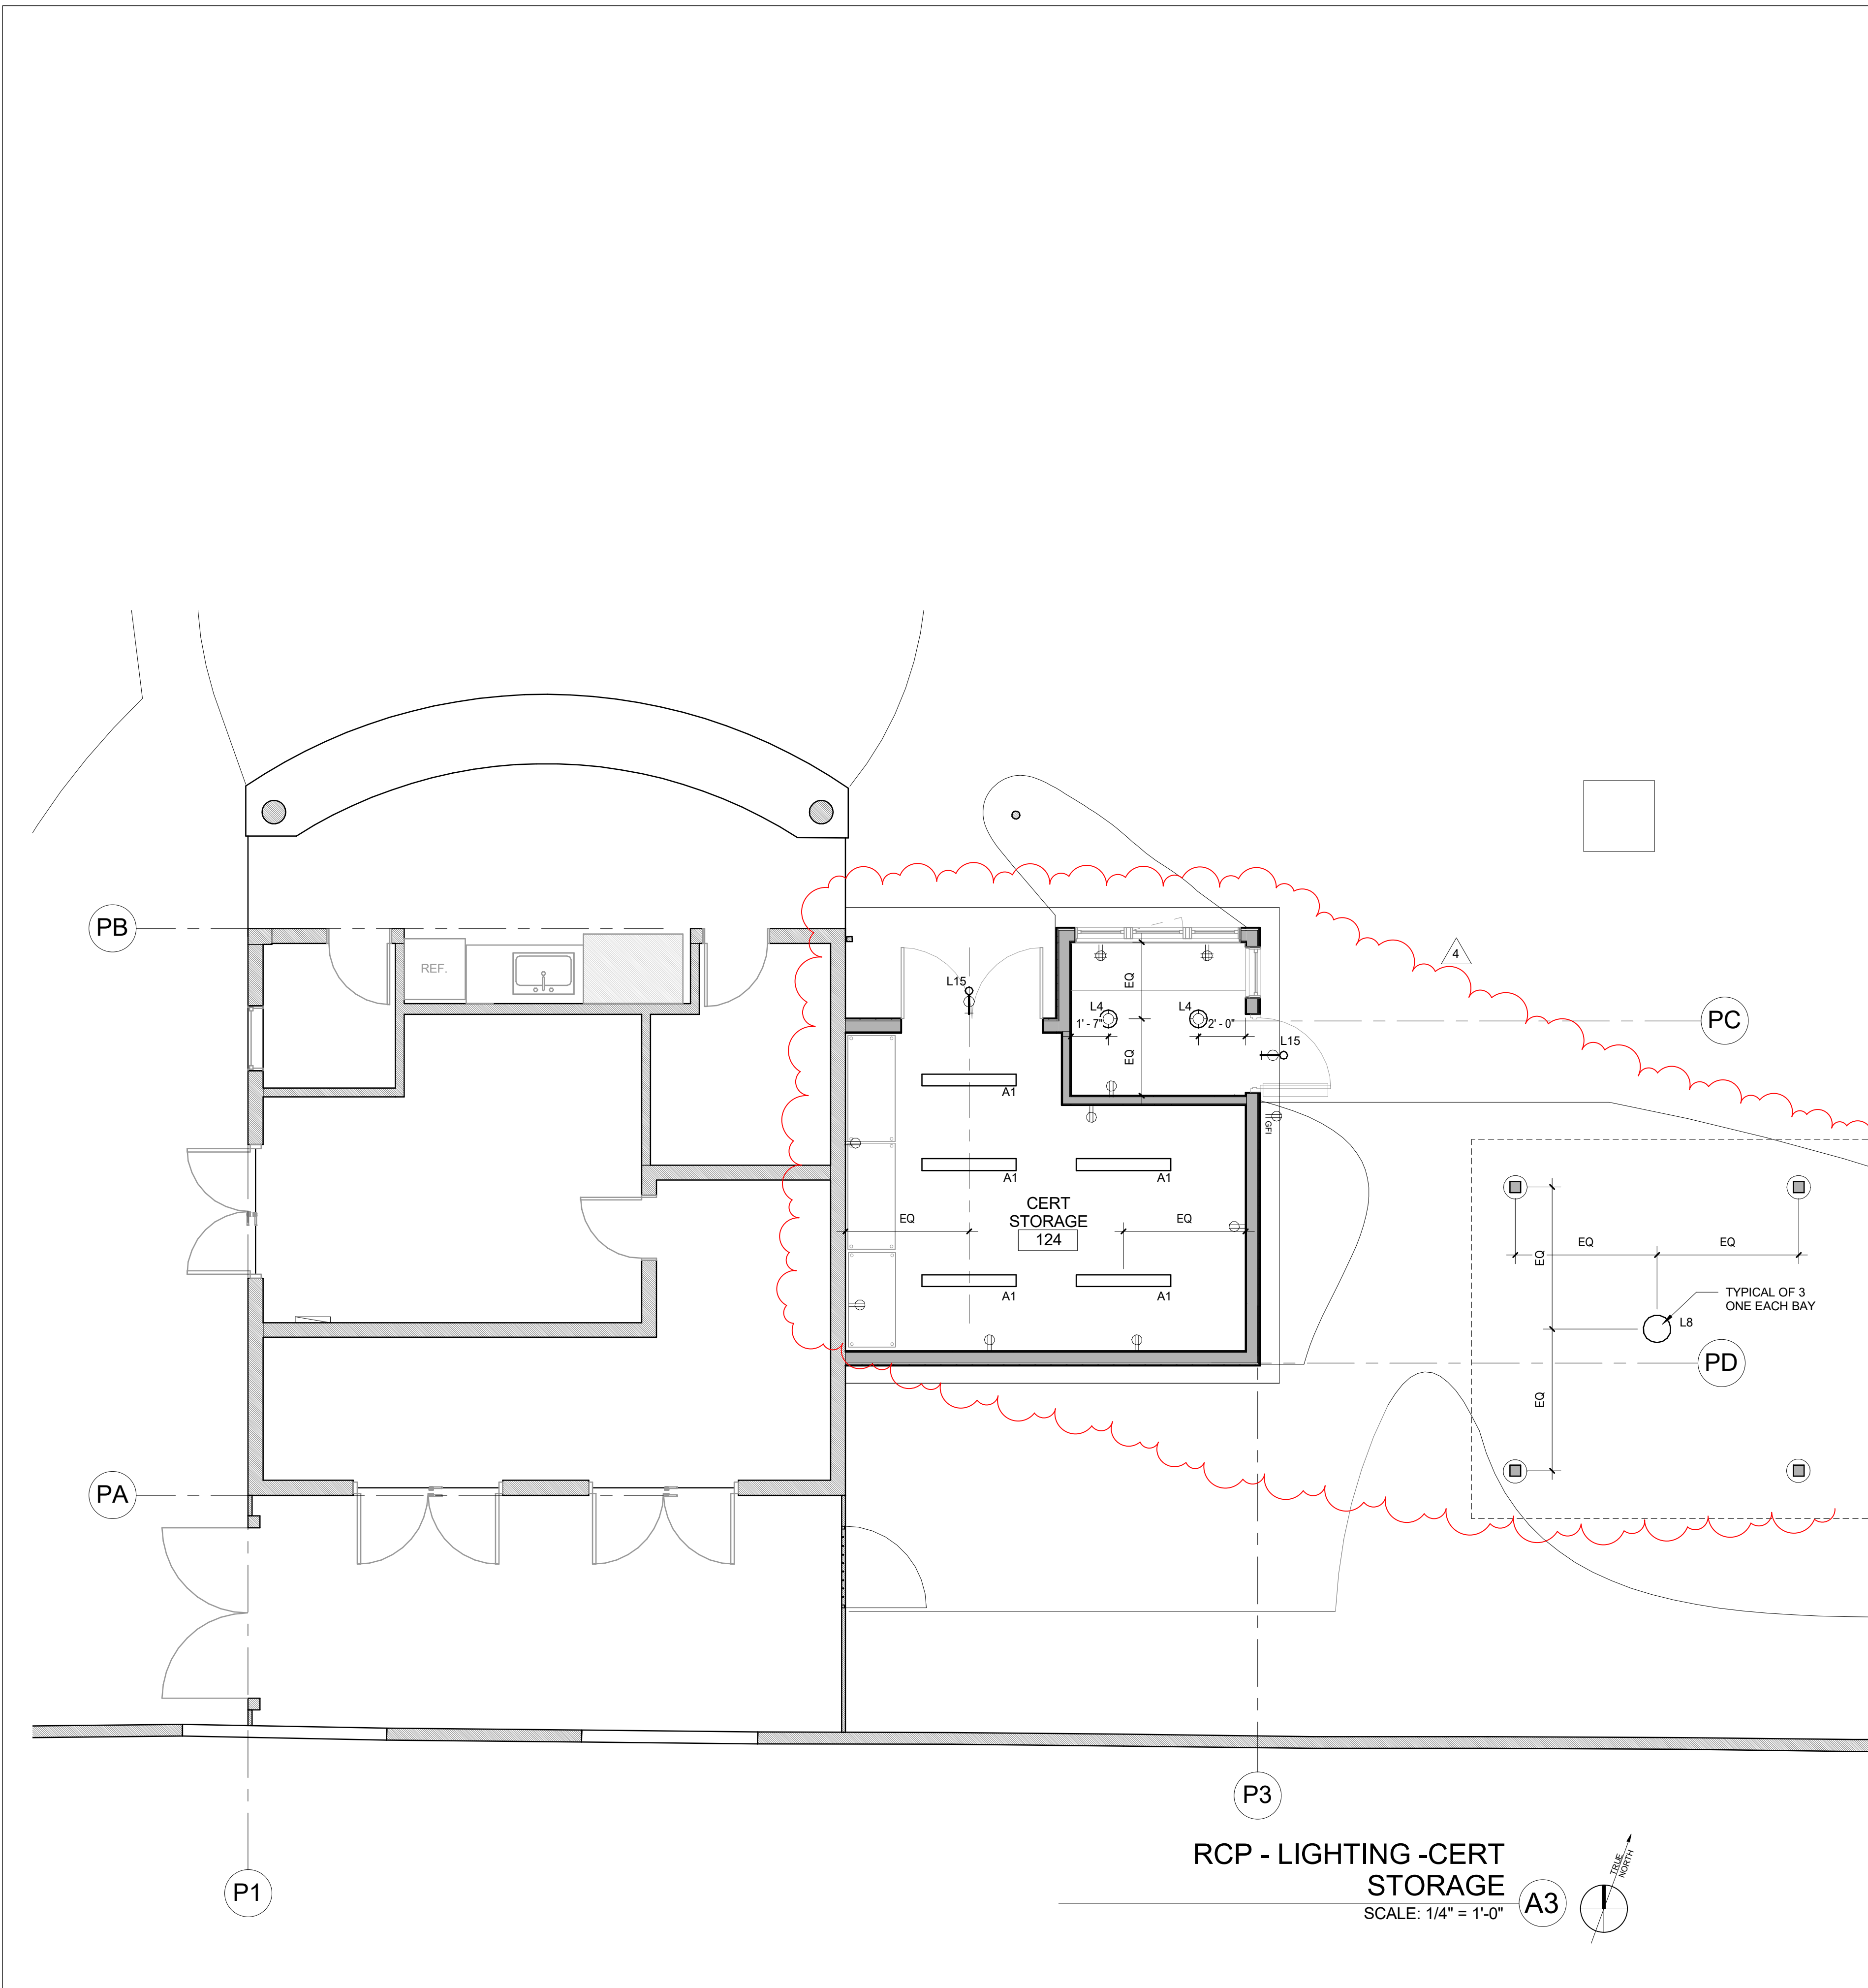 PB
REF.
4
L15
EQ
L4
L4
1' - 7"
2' - 0"
PC
EQ
L15
A1
GFI
A1
A1
CERT
STORAGE
124
EQ
EQ
EQ
EQ
EQ
A1
A1
TYPICAL OF 3
ONE EACH BAY
L8
PD
EQ
PA
P3
P1
RCP - LIGHTING -CERT
STORAGE
SCALE: 1/4" = 1'-0"
A3
TRUE
NORTH